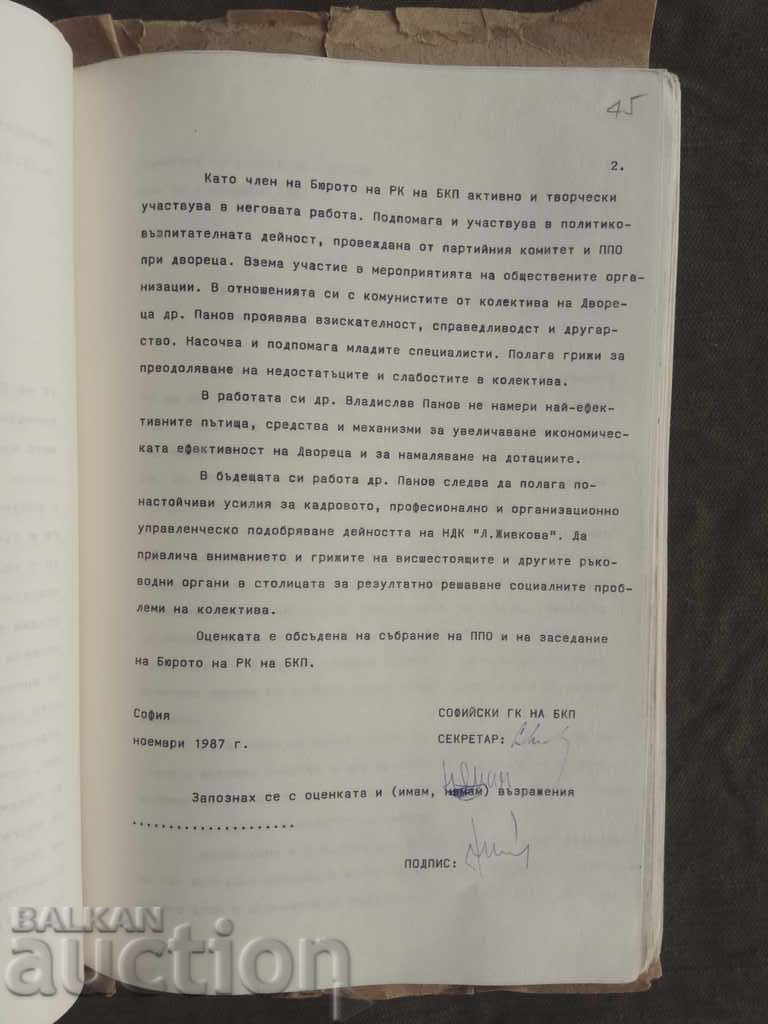 45
2.
Като член на Бюрото на РК на БКП активно и творчески
участвува в неговата работа. Подпомага и участвува в политико-
възпитателната дейност, провеждана от партийния комитет и ППО
при двореца. Взема участие в мероприятията на обществените орга-
низации. В отношенията си с комунистите от колектива на Дворе-
ца др. Панов проявява взискателност, справедливодст и другар-
ство. Насочва и подпомага младите специалисти. Полага грижи за
преодоляване на недостатъците и слабостите в колектива.
В работата си др. Владислав Панов не намери най-ефек-
тивните пътища, средства и механизми за увеличаване икономичес-
ката ефективност на Двореца и за намаляване на дотациите.
В бъдещата си работа др. Панов следва да полага по-
настойчиви усилия за кадровото, професионално и организационно
управленческо подобряване дейността на НДК "Л.Живкова". Да
привлича вниманието и грижите на висшестоящите и другите ръко-
водни органи в столицата за резултатно решаване социалните проб-
леми на колектива.
Оценката е обсъдена на събрание на ППО и на заседание
на Бюрото на РК на БКП.
София
СОФИЙСКИ ГК НА БКП
ноември 1987 г.
СЕКРЕТАР:
нямам
Запознах се с оценката и (имам, нямам) възражения
.....................
ПОДПИС:
BALKAN
auction